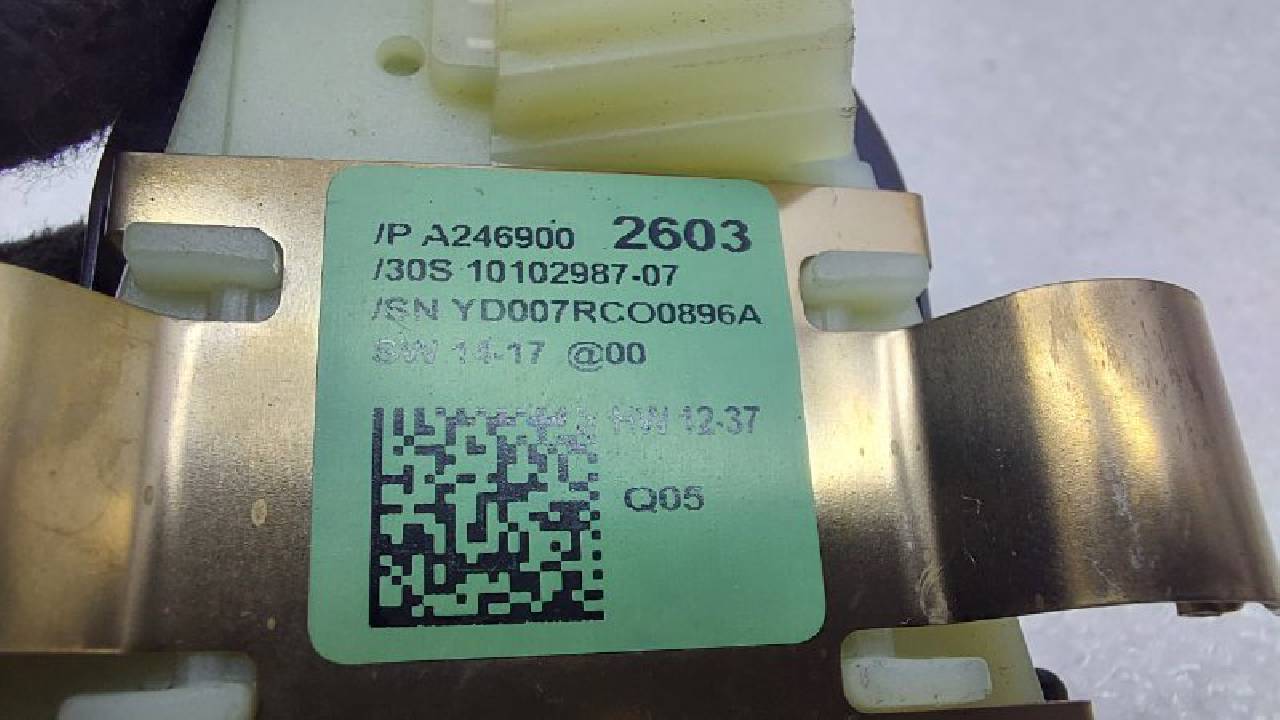 /P A246900 2603
/30S 10102987-07
/SN YD007RCO0896A
SW 14-17 @00
HW 12-37
Q05